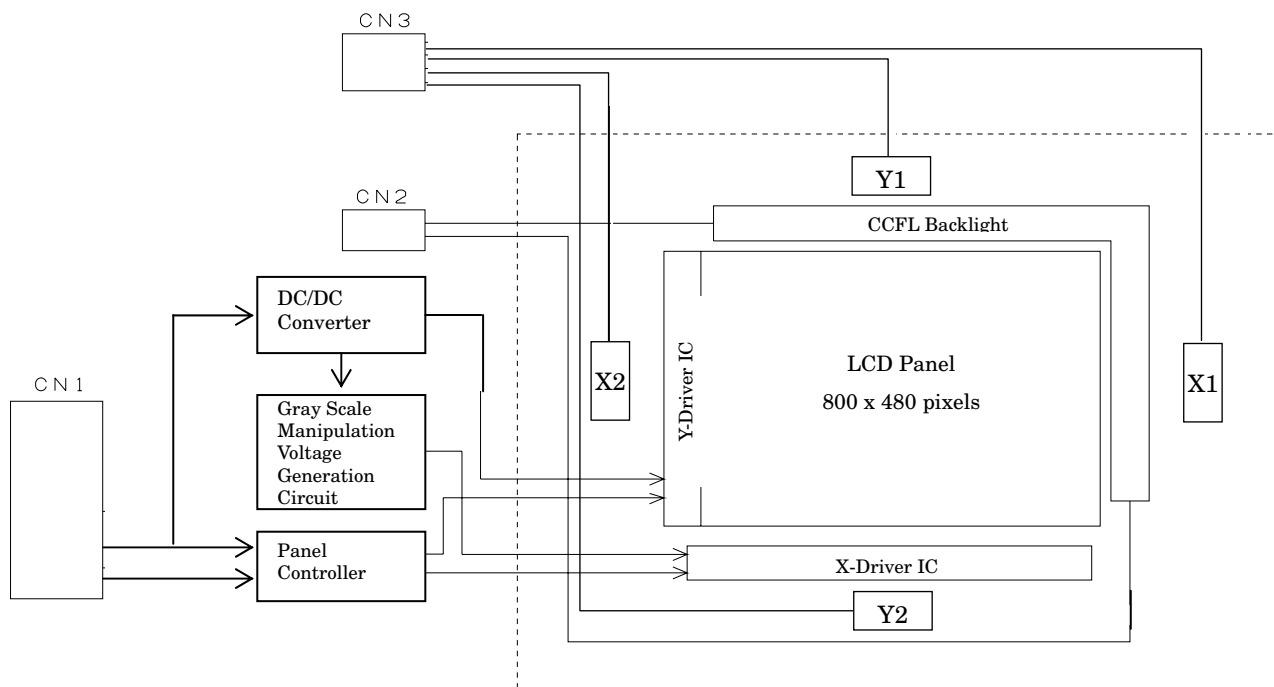 CN3
Y1
CN2
CCFL Backlight
DC/DC
Converter
LCD Panel
800 x 480 pixels
Y-Driver IC
X2
X1
CN1
Gray Scale
Manipulation
Voltage
Generation
Circuit
Panel
Controller
X-Driver IC
Y2